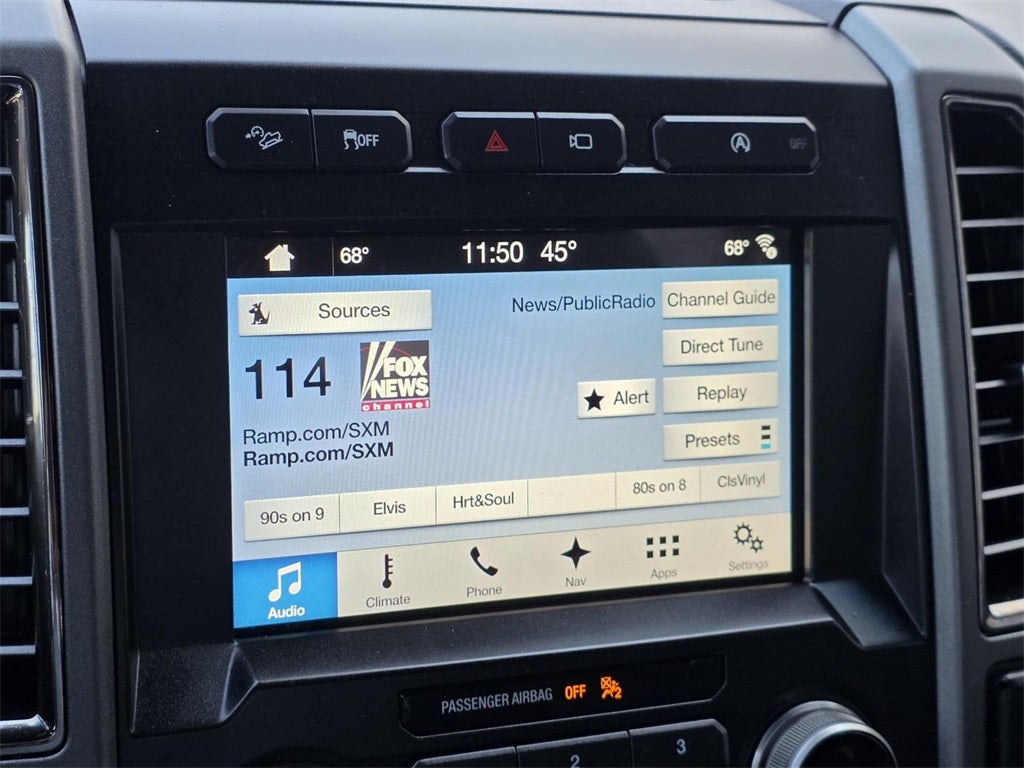 OFF
OFF
68° 11:50 45° 68°
Sources
News/PublicRadio
Channel Guide
Direct Tune
114
FOX
NEWS
channel
Alert
Replay
Presets
Ramp.com/SXM
Ramp.com/SXM
90s on 9
Elvis
Hrt&Soul
80s on 8
ClsVinyl
Audio
Climate
Phone
Nav
Apps
Settings
PASSENGER AIRBAG OFF
2
2
3